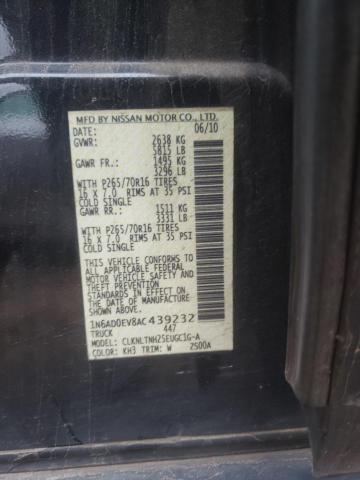 MFD BY NISSAN MOTOR CO., LTD.
DATE: 06/10
GVWR: 2638 KG
5815 LB
GAWR FR.: 1495 KG
3296 LB
WITH P265/70R16 TIRES
16 X 7.0 RIMS AT 35 PSI
COLD SINGLE
GAWR RR.: 1511 KG
3331 LB
WITH P265/70R16 TIRES
16 X 7.0 RIMS AT 35 PSI
COLD SINGLE
THIS VEHICLE CONFORMS TO ALL
APPLICABLE FEDERAL MOTOR
VEHICLE SAFETY AND
THEFT PREVENTION STANDARDS
IN EFFECT ON THE DATE OF
MANUFACTURE SHOWN ABOVE.
1N6AD0EV8AC439232
TRUCK 447
MODEL: CLKNLTNHZSEUGC1G-A
COLOR: KH3 TRIM: W 2S00A